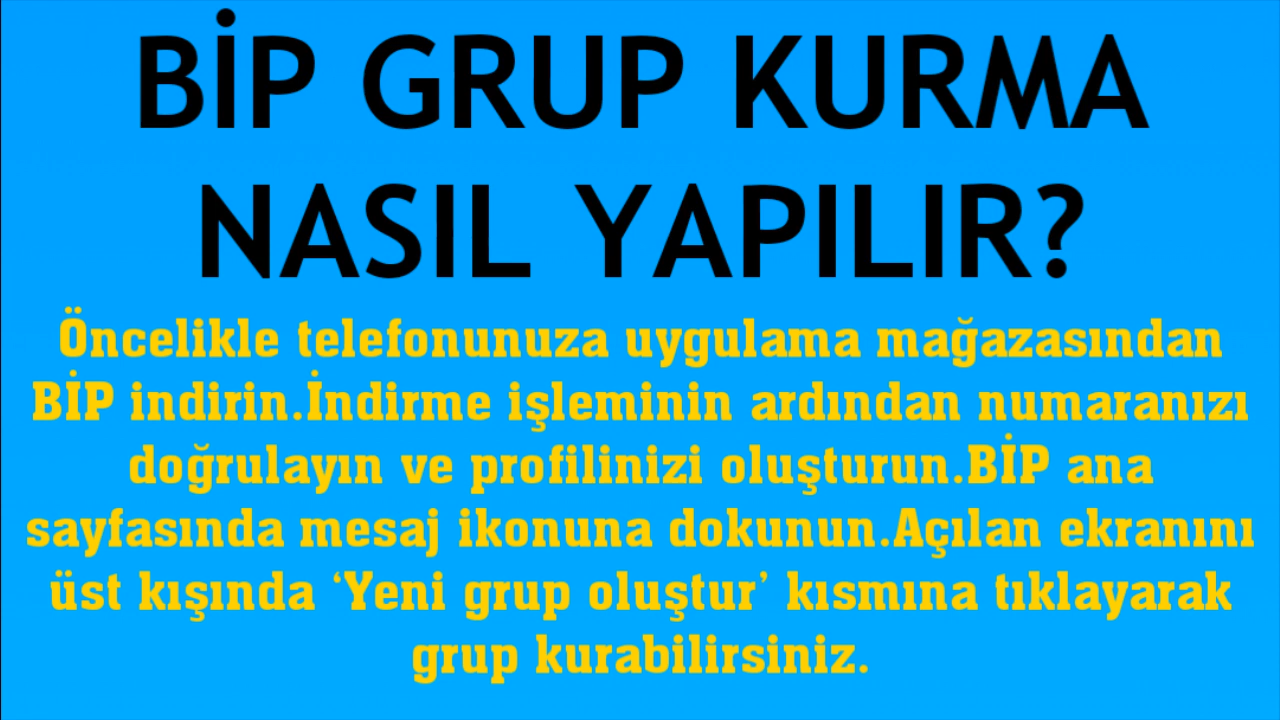 BİP GRUP KURMA
NASIL YAPILIR?
Öncelikle telefonunuza uygulama mağazasından
BİP indirin.İndirme işleminin ardından numaranızı
doğrulayın ve profilinizi oluşturun.BİP ana
sayfasında mesaj ikonuna dokunun.Açılan ekranını
üst kışında ‘Yeni grup oluştur’ kısmına tıklayarak
grup kurabilirsiniz.